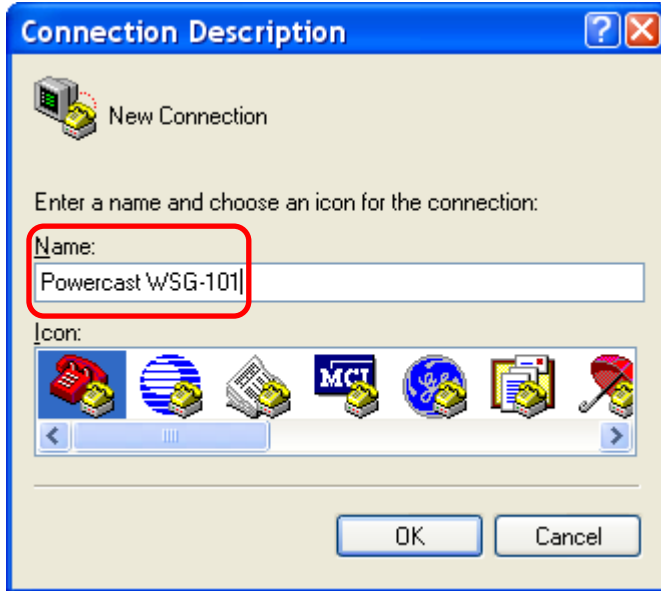 Connection Description
New Connection
Enter a name and choose an icon for the connection:
Name:
Powercast WSG-101
Icon:
MCI
OK
Cancel